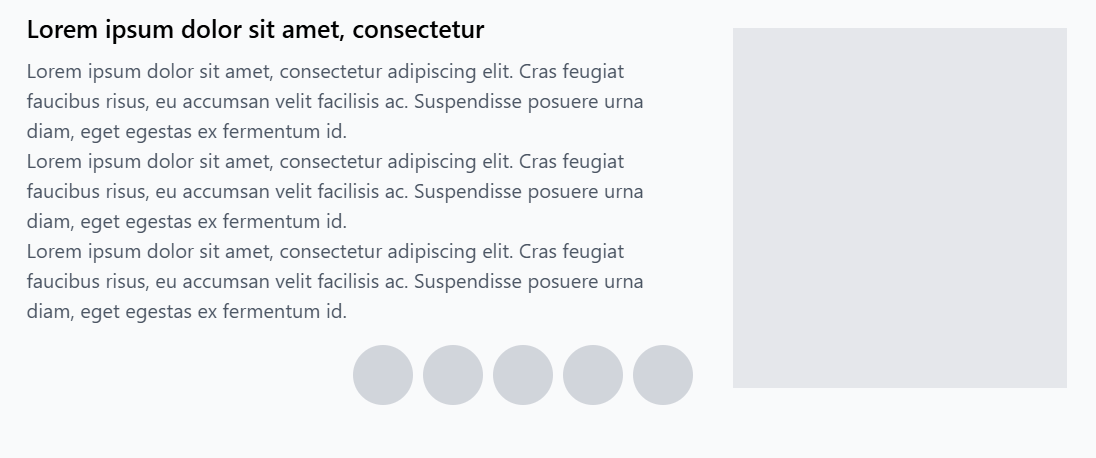 Lorem ipsum dolor sit amet, consectetur
Lorem ipsum dolor sit amet, consectetur adipiscing elit. Cras feugiat
faucibus risus, eu accumsan velit facilisis ac. Suspendisse posuere urna
diam, eget egestas ex fermentum id.
Lorem ipsum dolor sit amet, consectetur adipiscing elit. Cras feugiat
faucibus risus, eu accumsan velit facilisis ac. Suspendisse posuere urna
diam, eget egestas ex fermentum id.
Lorem ipsum dolor sit amet, consectetur adipiscing elit. Cras feugiat
faucibus risus, eu accumsan velit facilisis ac. Suspendisse posuere urna
diam, eget egestas ex fermentum id.